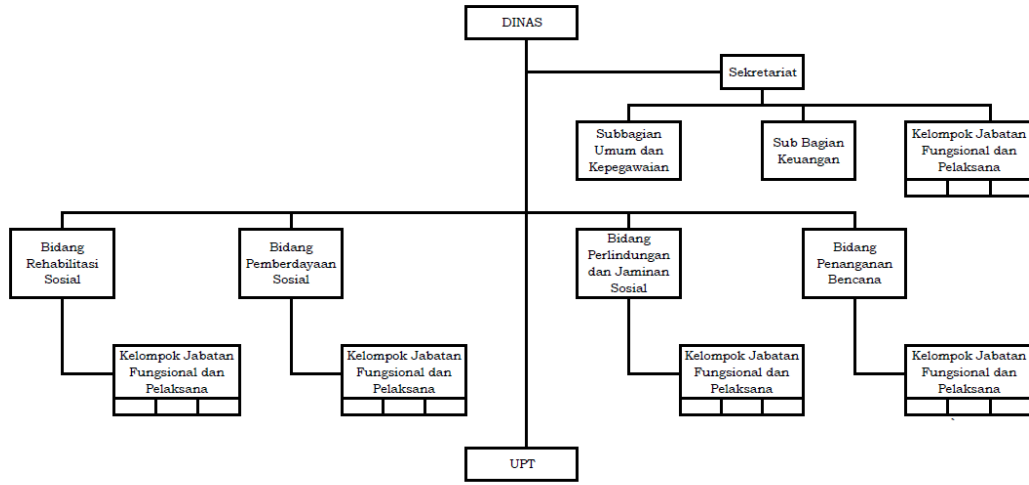 DINAS
Sekretariat
Subbagian
Umum dan
Kepegawaian
Sub Bagian
Keuangan
Kelompok Jabatan
Fungsional dan
Pelaksana
Bidang
Rehabilitasi
Sosial
Bidang
Pemberdayaan
Sosial
Bidang
Perlindungan
dan Jaminan
Sosial
Bidang
Penanganan
Bencana
Kelompok Jabatan
Fungsional dan
Pelaksana
Kelompok Jabatan
Fungsional dan
Pelaksana
Kelompok Jabatan
Fungsional dan
Pelaksana
Kelompok Jabatan
Fungsional dan
Pelaksana
UPT